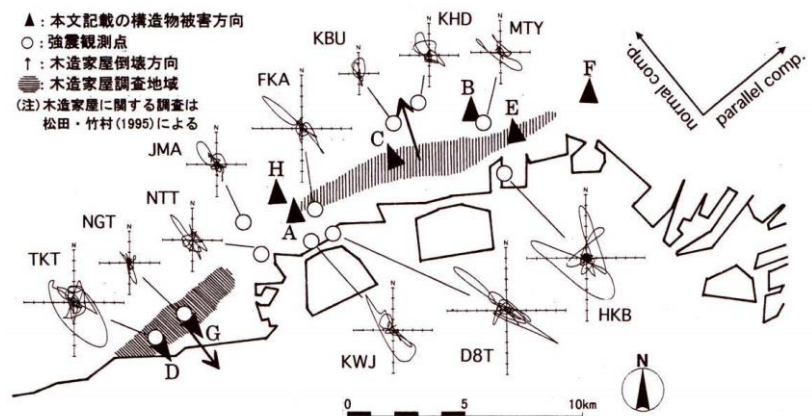 ▲：本文記載の構造物被害方向
○：強震観測点
↑：木造家屋倒壊方向
：木造家屋調査地域
(注)木造家屋に関する調査は
松田・竹村(1995)による
KBU
KHD
MTY
FKA
JMA
NTT
NGT
TKT
A
B
C
D
E
F
G
H
KWJ
D8T
HKB
normal comp.
parallel comp.
N
0 5 10km